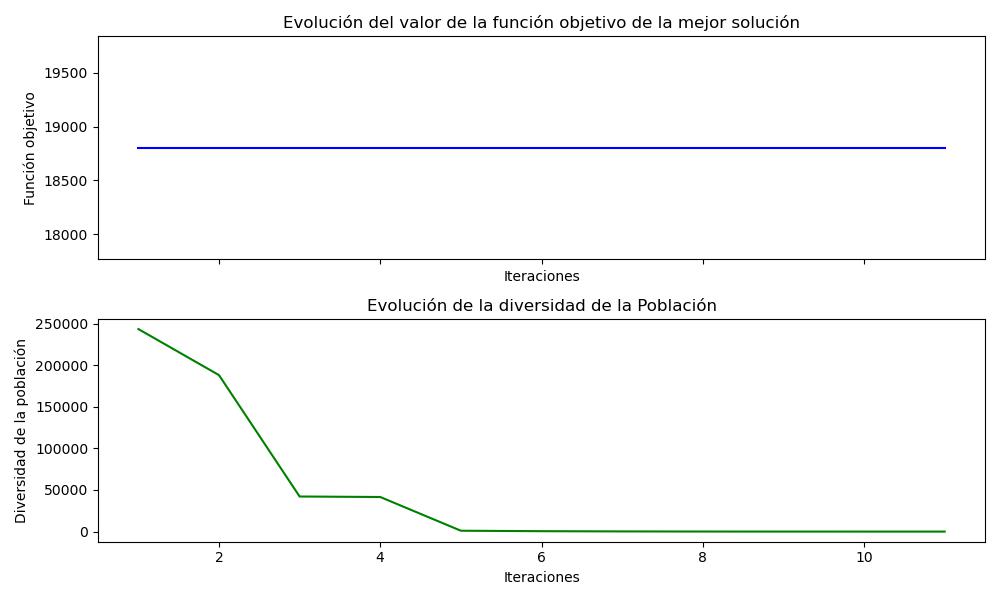 Evolución del valor de la función objetivo de la mejor solución
Función objetivo
19500
19000
18500
18000
Iteraciones
Evolución de la diversidad de la Población
Diversidad de la población
250000
200000
150000
100000
50000
0
2 4 6 8 10
Iteraciones